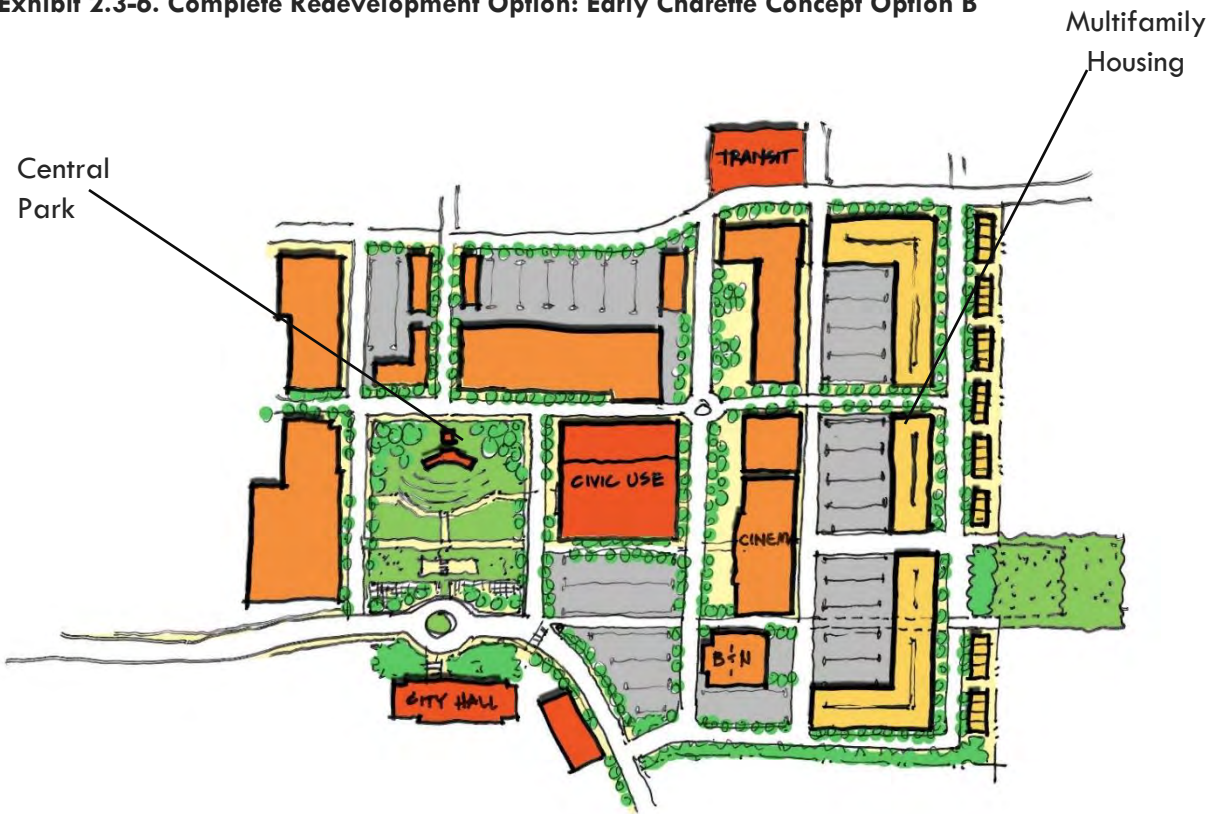 Exhibit 2.3-6. Complete Redevelopment Option: Early Charette Concept Option B
Multifamily
Housing
Central
Park
TRANSIT
CIVIC USE
CINEMA
B&N
CITY HALL